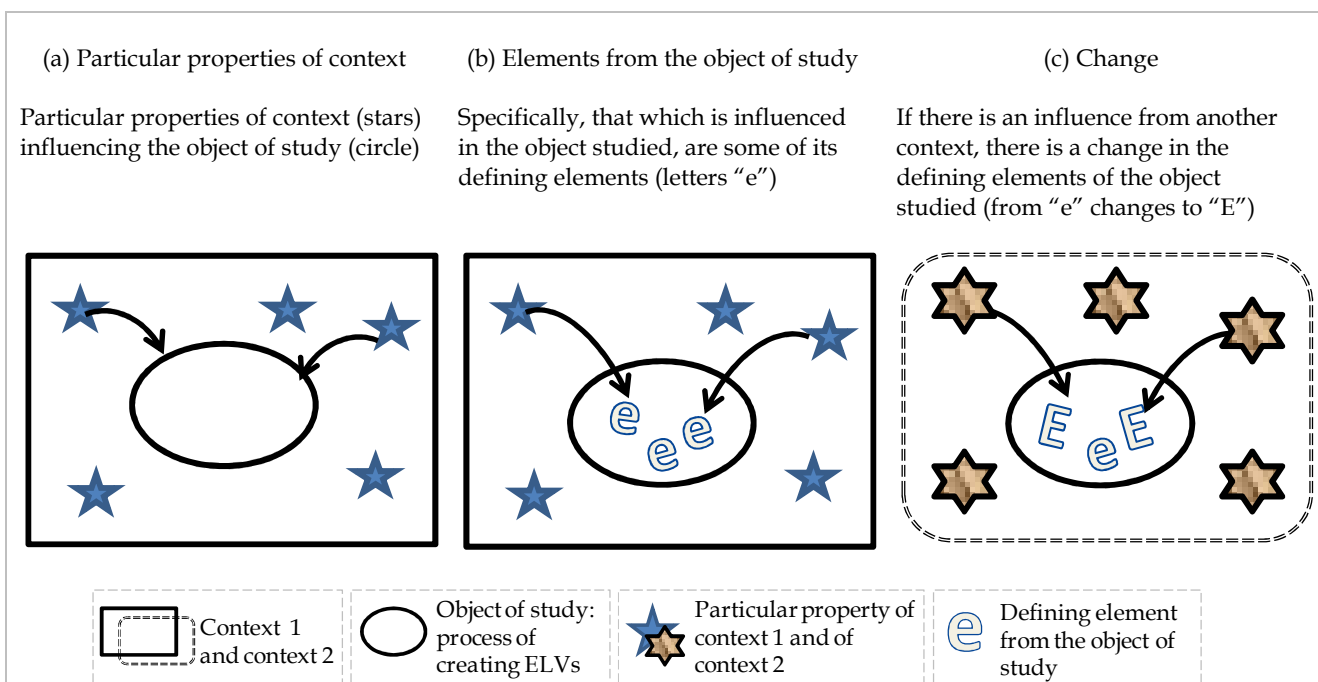 (a) Particular properties of context
Particular properties of context (stars)
influencing the object of study (circle)
(b) Elements from the object of study
Specifically, that which is influenced
in the object studied, are some of its
defining elements (letters “e”)
(c) Change
If there is an influence from another
context, there is a change in the
defining elements of the object
studied (from “e” changes to “E”)
e e e
E e E
Context 1
and context 2
Object of study:
process of
creating ELVs
Particular property of
context 1 and of
context 2
e
Defining element
from the object of
study